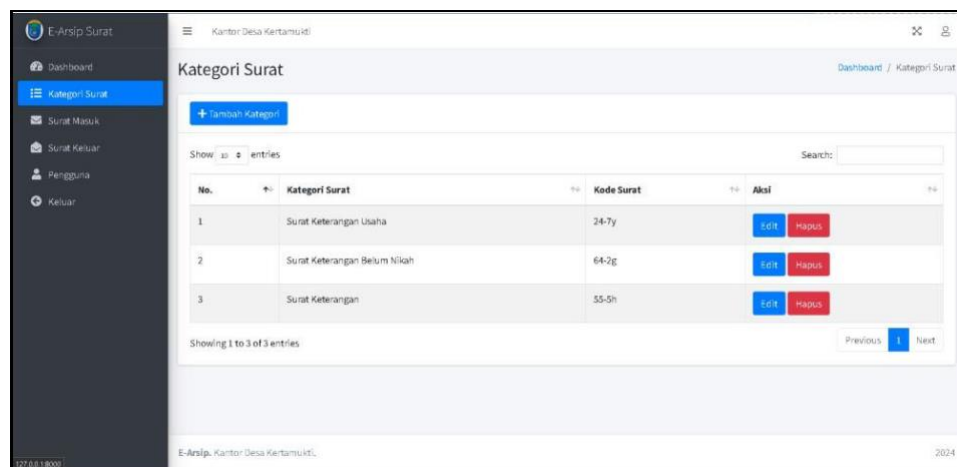 E-Arsip Surat
Kantor Desa Kertamukti
Dashboard
Kategori Surat
Surat Masuk
Surat Keluar
Pengguna
Keluar
Kategori Surat
Dashboard / Kategori Surat
+ Tambah Kategori
Show 10 entries
Search:
No. Kategori Surat Kode Surat Aksi
1 Surat Keterangan Usaha 24-7y Edit Hapus
2 Surat Keterangan Belum Nikah 64-2g Edit Hapus
3 Surat Keterangan 55-5h Edit Hapus
Showing 1 to 3 of 3 entries
Previous 1 Next
E-Arsip. Kantor Desa Kertamukti.
2024
127.0.0.1:8000